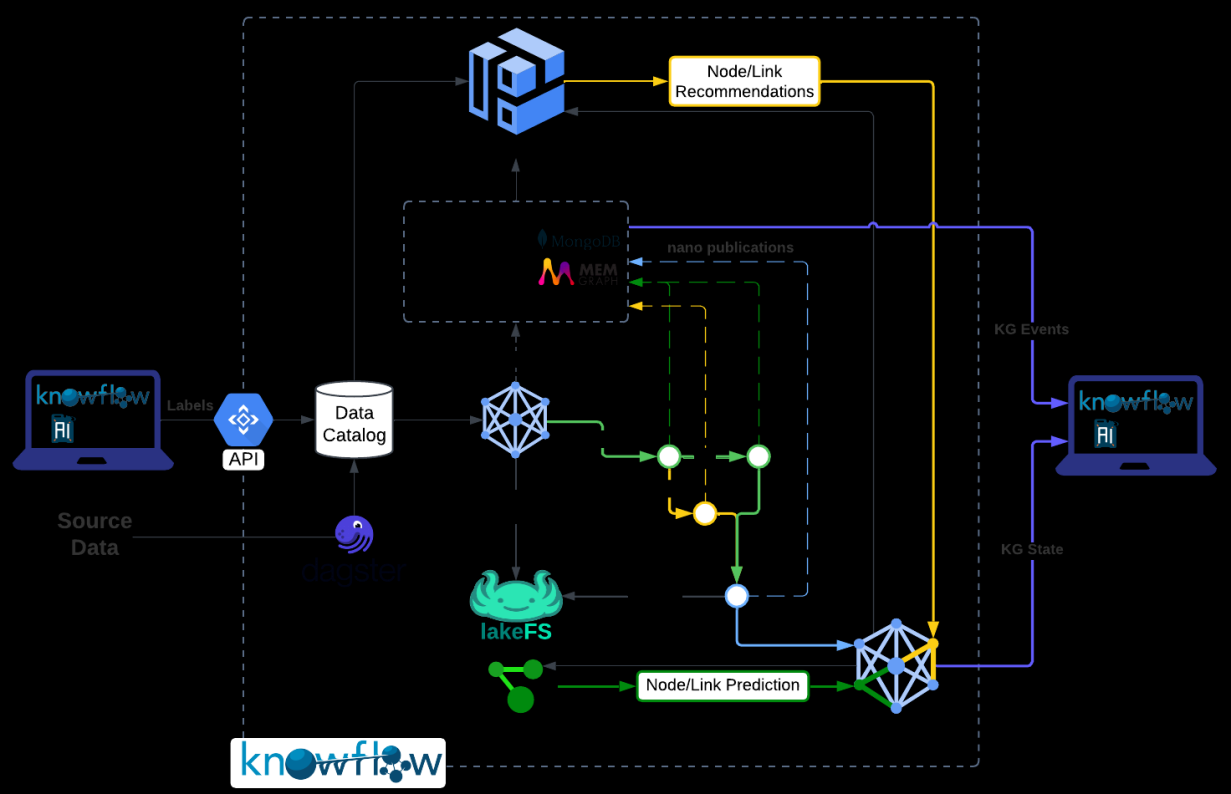 Node/Link
Recommendations
MongoDB
nano publications
MEM
GRAPH
KG Events
knowflow
AI
Labels
API
Data
Catalog
knowflow
AI
Source
Data
dagster
KG State
lakeFS
Node/Link Prediction
knowflow